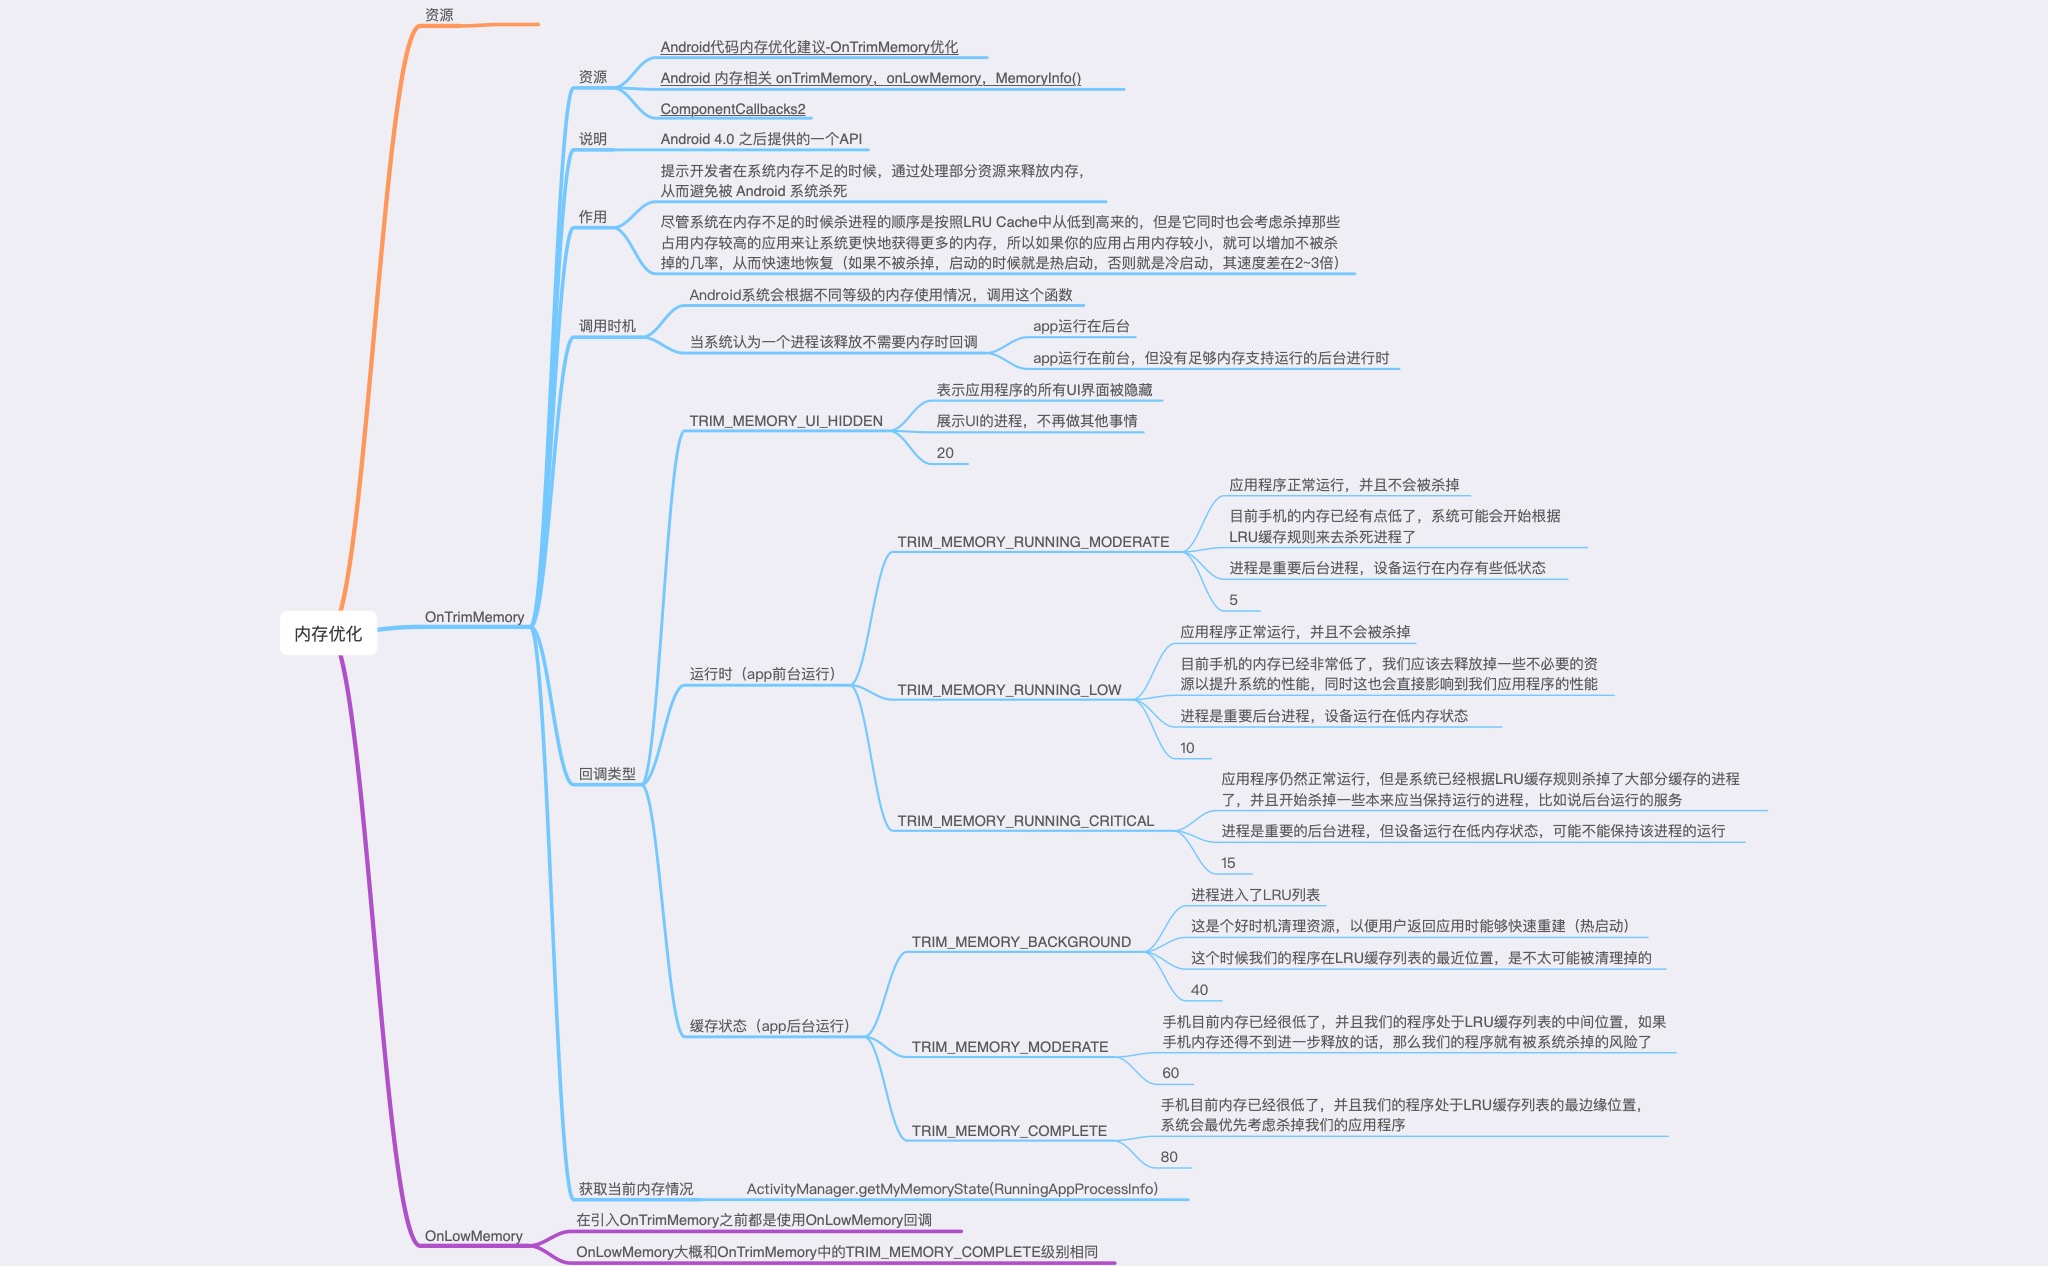 资源
Android代码内存优化建议-OnTrimMemory优化
资源
Android 内存相关 onTrimMemory，onLowMemory，MemoryInfo()
ComponentCallbacks2
说明
Android 4.0 之后提供的一个API
提示开发者在系统内存不足的时候，通过处理部分资源来释放内存，
从而避免被 Android 系统杀死
作用
尽管系统在内存不足的时候杀进程的顺序是按照LRU Cache中从低到高来的，但是它同时也会考虑杀掉那些
占用内存较高的应用来让系统更快地获得更多的内存，所以如果你的应用占用内存较小，就可以增加不被杀
掉的几率，从而快速地恢复（如果不被杀掉，启动的时候就是热启动，否则就是冷启动，其速度差在2~3倍）
Android系统会根据不同等级的内存使用情况，调用这个函数
调用时机
当系统认为一个进程该释放不需要内存时回调
app运行在后台
app运行在前台，但没有足够内存支持运行的后台进行时
表示应用程序的所有UI界面被隐藏
TRIM_MEMORY_UI_HIDDEN
展示UI的进程，不再做其他事情
20
应用程序正常运行，并且不会被杀掉
目前手机的内存已经有点低了，系统可能会开始根据
LRU缓存规则来去杀死进程了
TRIM_MEMORY_RUNNING_MODERATE
进程是重要后台进程，设备运行在内存有些低状态
5
OnTrimMemory
内存优化
应用程序正常运行，并且不会被杀掉
目前手机的内存已经非常低了，我们应该去释放掉一些不必要的资
源以提升系统的性能，同时这也会直接影响到我们应用程序的性能
运行时（app前台运行）
TRIM_MEMORY_RUNNING_LOW
进程是重要后台进程，设备运行在低内存状态
10
回调类型
应用程序仍然正常运行，但是系统已经根据LRU缓存规则杀掉了大部分缓存的进程
了，并且开始杀掉一些本来应当保持运行的进程，比如说后台运行的服务
TRIM_MEMORY_RUNNING_CRITICAL
进程是重要的后台进程，但设备运行在低内存状态，可能不能保持该进程的运行
15
进程进入了LRU列表
这是个好时机清理资源，以便用户返回应用时能够快速重建（热启动）
TRIM_MEMORY_BACKGROUND
这个时候我们的程序在LRU缓存列表的最近位置，是不太可能被清理掉的
40
缓存状态（app后台运行）
手机目前内存已经很低了，并且我们的程序处于LRU缓存列表的中间位置，如果
手机内存还得不到进一步释放的话，那么我们的程序就有被系统杀掉的风险了
TRIM_MEMORY_MODERATE
60
手机目前内存已经很低了，并且我们的程序处于LRU缓存列表的最边缘位置，
系统会最优先考虑杀掉我们的应用程序
TRIM_MEMORY_COMPLETE
80
获取当前内存情况
ActivityManager.getMyMemoryState(RunningAppProcessInfo)
在引入OnTrimMemory之前都是使用OnLowMemory回调
OnLowMemory
OnLowMemory大概和OnTrimMemory中的TRIM_MEMORY_COMPLETE级别相同